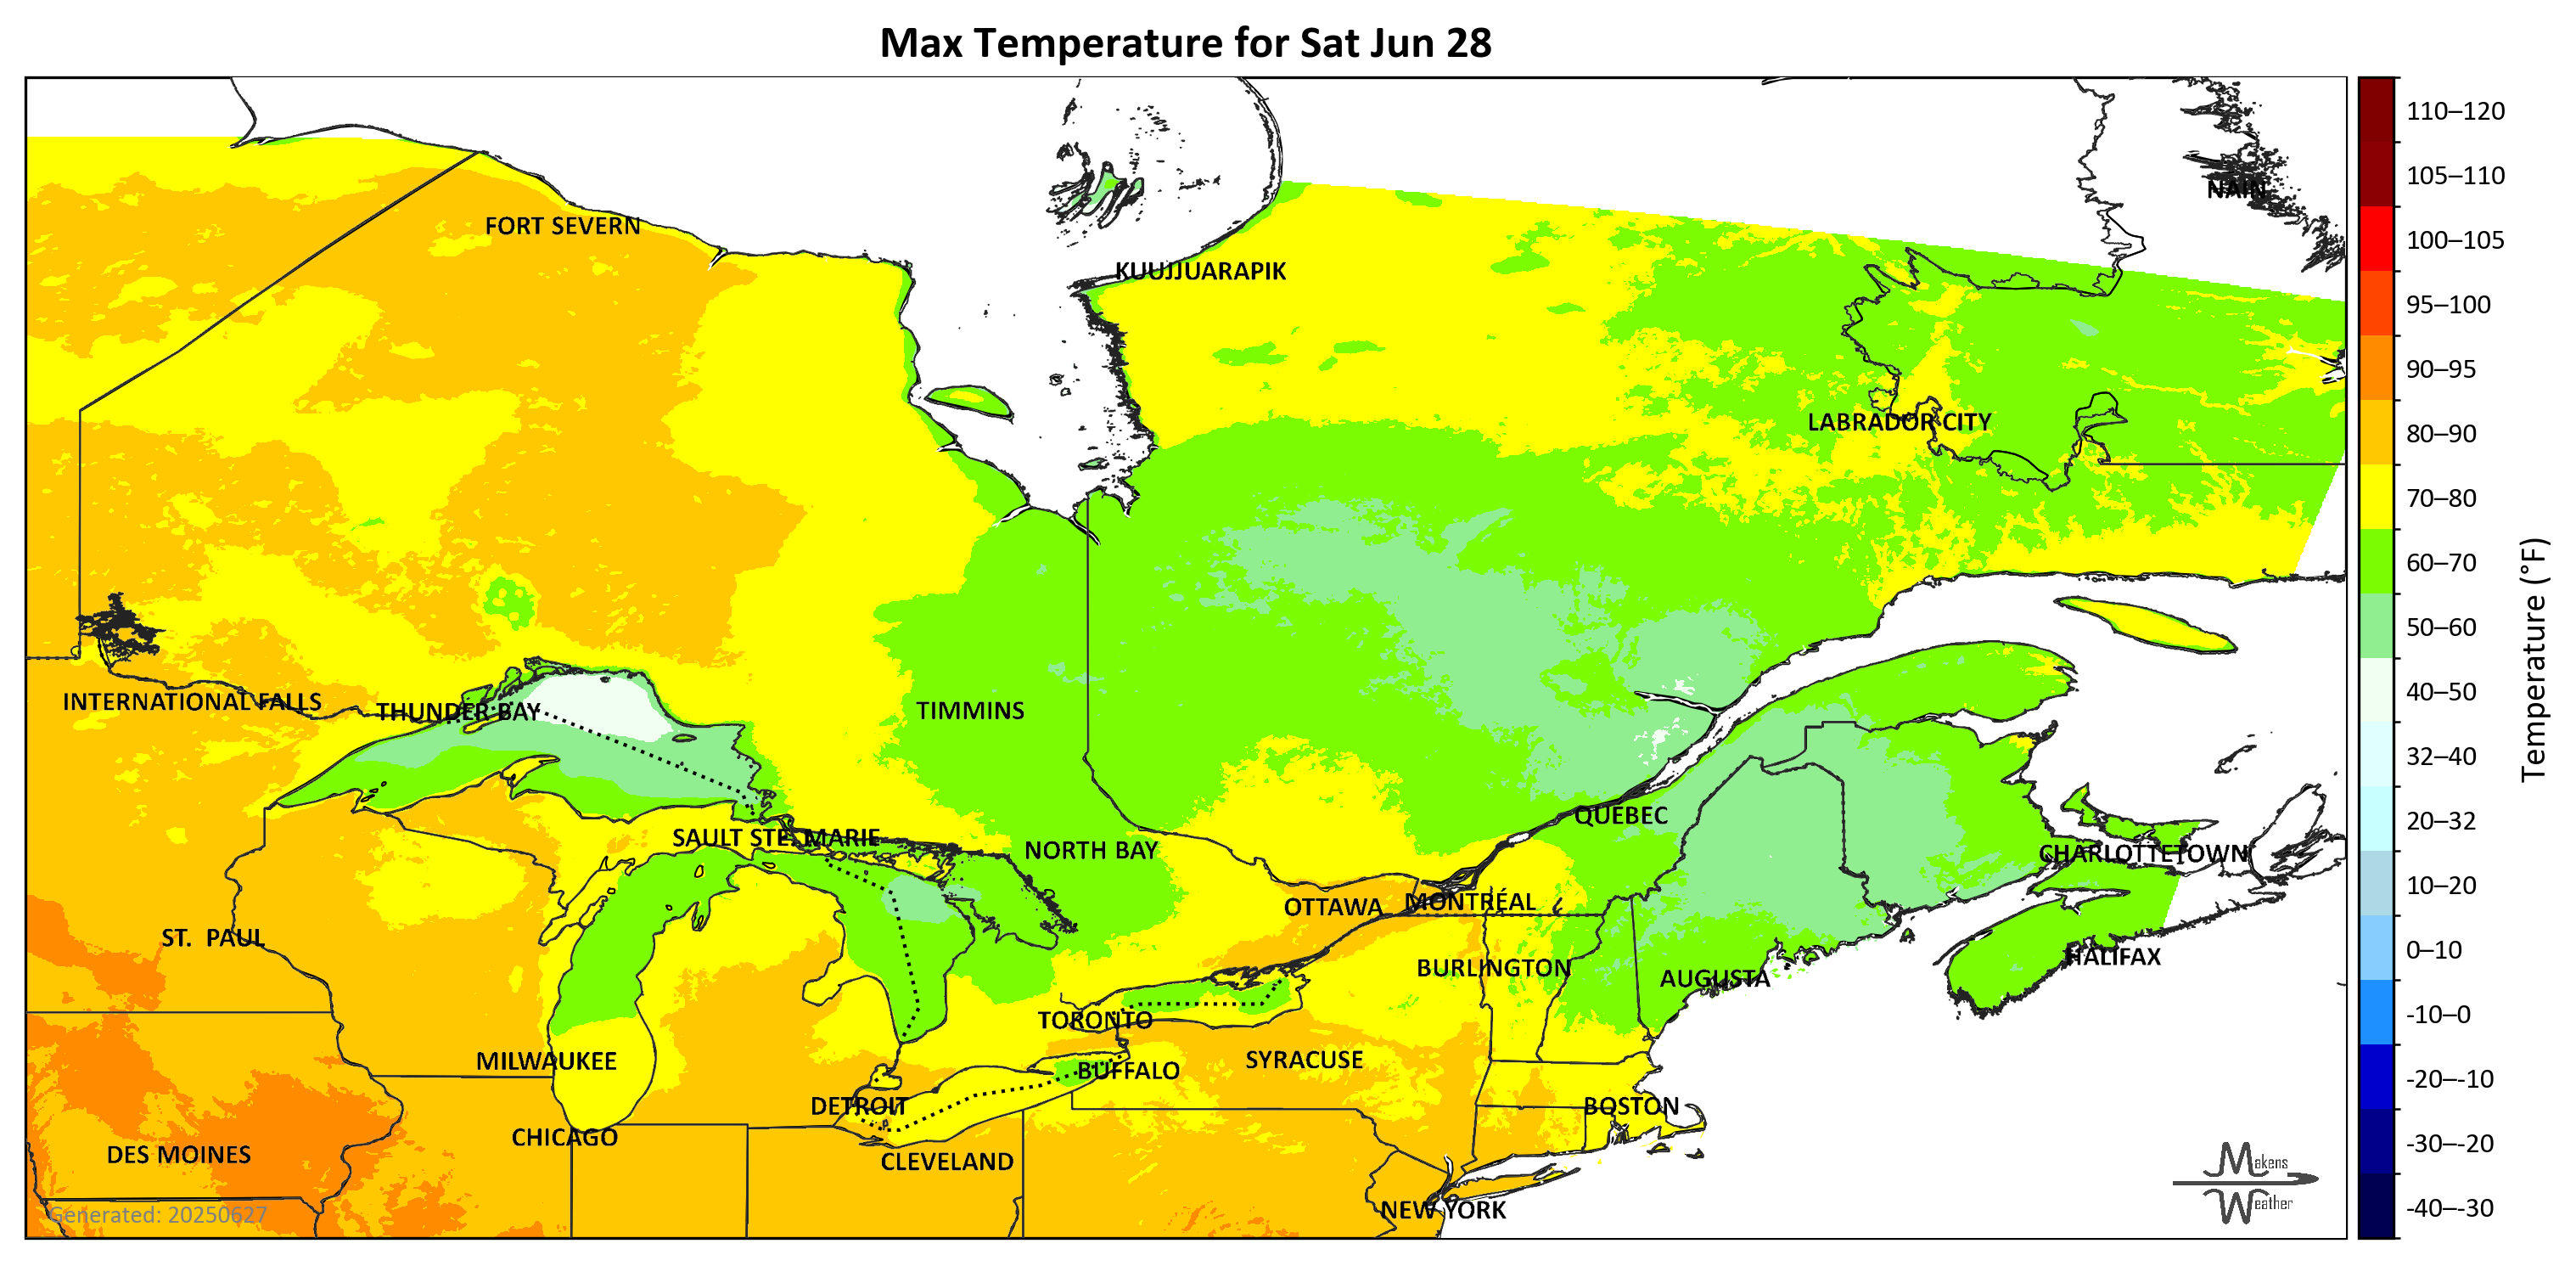 Max Temperature for Sat Jun 28
110–120
105–110
100–105
95–100
90–95
80–90
70–80
60–70
50–60
40–50
32–40
20–32
10–20
0–10
-10–0
-20–-10
-30–-20
-40–-30
Temperature (°F)
NAIN
FORT SEVERN
KUUJJUARAPIK
LABRADOR CITY
INTERNATIONAL FALLS
THUNDER BAY
TIMMINS
QUÉBEC
SAULT STE. MARIE
NORTH BAY
CHARLOTTETOWN
OTTAWA
MONTRÉAL
ST. PAUL
HALIFAX
BURLINGTON
AUGUSTA
TORONTO
MILWAUKEE
SYRACUSE
BUFFALO
DETROIT
BOSTON
CHICAGO
DES MOINES
CLEVELAND
NEW YORK
Generated: 20250627
Makens
Weather